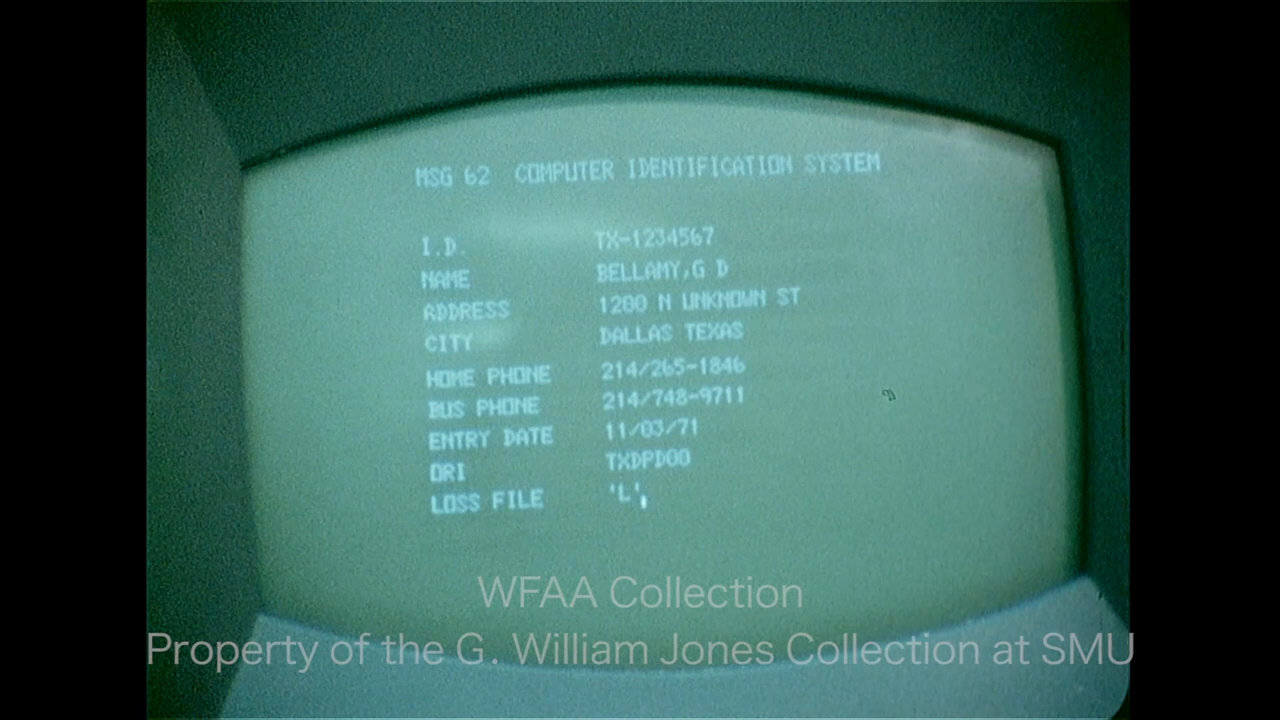 MSG 62 COMPUTER IDENTIFICATION SYSTEM
I.D. TX-1234567
NAME BELLAMY,G D
ADDRESS 1200 N UNKNOWN ST
CITY DALLAS TEXAS
HOME PHONE 214/265-1846
BUS PHONE 214/748-9711
ENTRY DATE 11/03/71
ORI TXDPD00
LOSS FILE 'L',
WFAA Collection
Property of the G. William Jones Collection at SMU